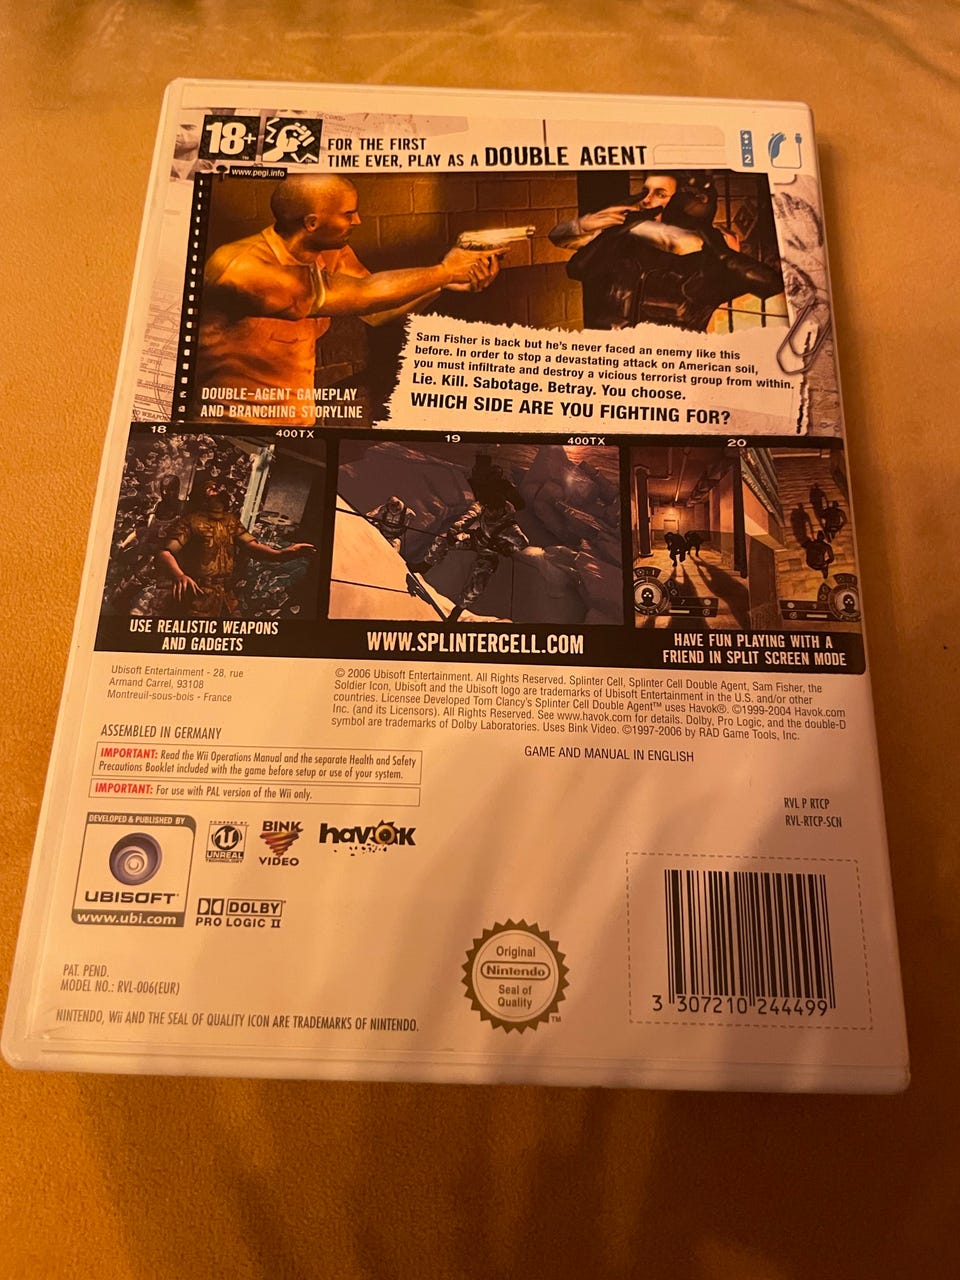 18+
www.pegi.info
FOR THE FIRST
TIME EVER, PLAY AS A DOUBLE AGENT
2
Sam Fisher is back but he's never faced an enemy like this
before. In order to stop a devastating attack on American soil,
you must infiltrate and destroy a vicious terrorist group from within.
Lie. Kill. Sabotage. Betray. You choose.
WHICH SIDE ARE YOU FIGHTING FOR?
DOUBLE-AGENT GAMEPLAY
AND BRANCHING STORYLINE
18 400TX 19 400TX 20
USE REALISTIC WEAPONS
AND GADGETS
WWW.SPLINTERCELL.COM
HAVE FUN PLAYING WITH A
FRIEND IN SPLIT SCREEN MODE
Ubisoft Entertainment - 28, rue
Armand Carrel, 93108
Montreuil-sous-bois - France
© 2006 Ubisoft Entertainment. All Rights Reserved. Splinter Cell, Splinter Cell Double Agent, Sam Fisher, the
Soldier Icon, Ubisoft and the Ubisoft logo are trademarks of Ubisoft Entertainment in the U.S. and/or other
countries. Licensee Developed Tom Clancy's Splinter Cell Double Agent™ uses Havok®. ©1999-2004 Havok.com
Inc. (and its Licensors). All Rights Reserved. See www.havok.com for details. Dolby, Pro Logic, and the double-D
symbol are trademarks of Dolby Laboratories. Uses Bink Video. ©1997-2006 by RAD Game Tools, Inc.
ASSEMBLED IN GERMANY
GAME AND MANUAL IN ENGLISH
IMPORTANT: Read the Wii Operations Manual and the separate Health and Safety
Precautions Booklet included with the game before setup or use of your system.
IMPORTANT: For use with PAL version of the Wii only.
RVL P RTCP
RVL-RTCP-SCN
DEVELOPED & PUBLISHED BY
UBISOFT
www.ubi.com
POWERED BY
UNREAL
TECHNOLOGY
BINK
VIDEO
havok
DOLBY
PRO LOGIC II
Original
Nintendo
Seal of
Quality
TM
3 307210 244499
PAT. PEND.
MODEL NO.: RVL-006(EUR)
NINTENDO, Wii AND THE SEAL OF QUALITY ICON ARE TRADEMARKS OF NINTENDO.